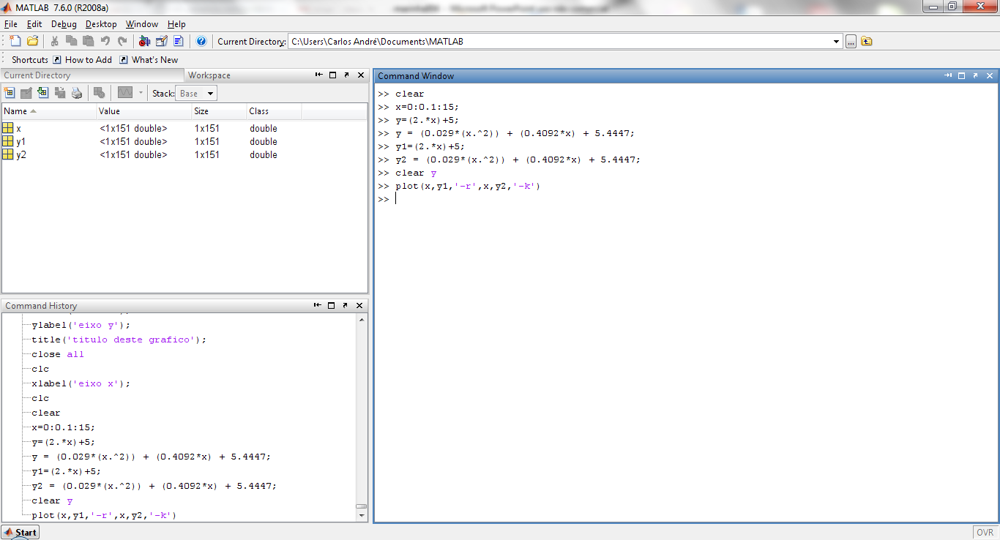 MATLAB 7.6.0 (R2008a)
File Edit Debug Desktop Window Help
Current Directory: C:\Users\Carlos André\Documents\MATLAB
Shortcuts How to Add What's New
Current Directory Workspace
Stack: Base
Name Value Size Class
x <1x151 double> 1x151 double
y1 <1x151 double> 1x151 double
y2 <1x151 double> 1x151 double
Command History
ylabel('eixo y');
title('titulo deste grafico');
close all
clc
xlabel('eixo x');
clc
clear
x=0:0.1:15;
y=(2.*x)+5;
y = (0.029*(x.^2)) + (0.4092*x) + 5.4447;
y1=(2.*x)+5;
y2 = (0.029*(x.^2)) + (0.4092*x) + 5.4447;
clear y
plot(x,y1,'-r',x,y2,'-k')
Command Window
>> clear
>> x=0:0.1:15;
>> y=(2.*x)+5;
>> y = (0.029*(x.^2)) + (0.4092*x) + 5.4447;
>> y1=(2.*x)+5;
>> y2 = (0.029*(x.^2)) + (0.4092*x) + 5.4447;
>> clear y
>> plot(x,y1,'-r',x,y2,'-k')
>>
Start
OVR